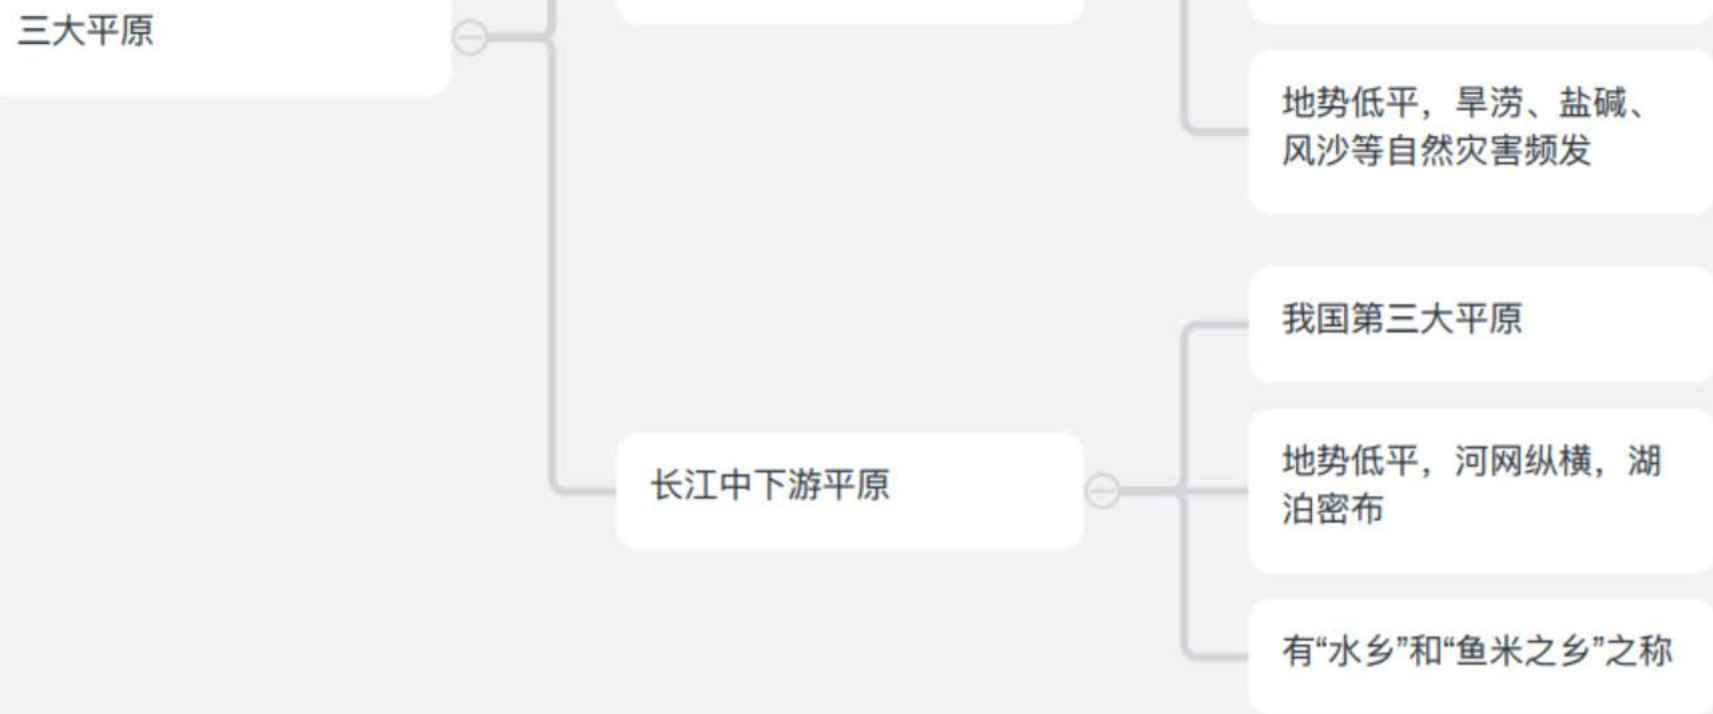 三大平原
地势低平，旱涝、盐碱、
风沙等自然灾害频发
我国第三大平原
长江中下游平原
地势低平，河网纵横，湖
泊密布
有“水乡”和“鱼米之乡”之称